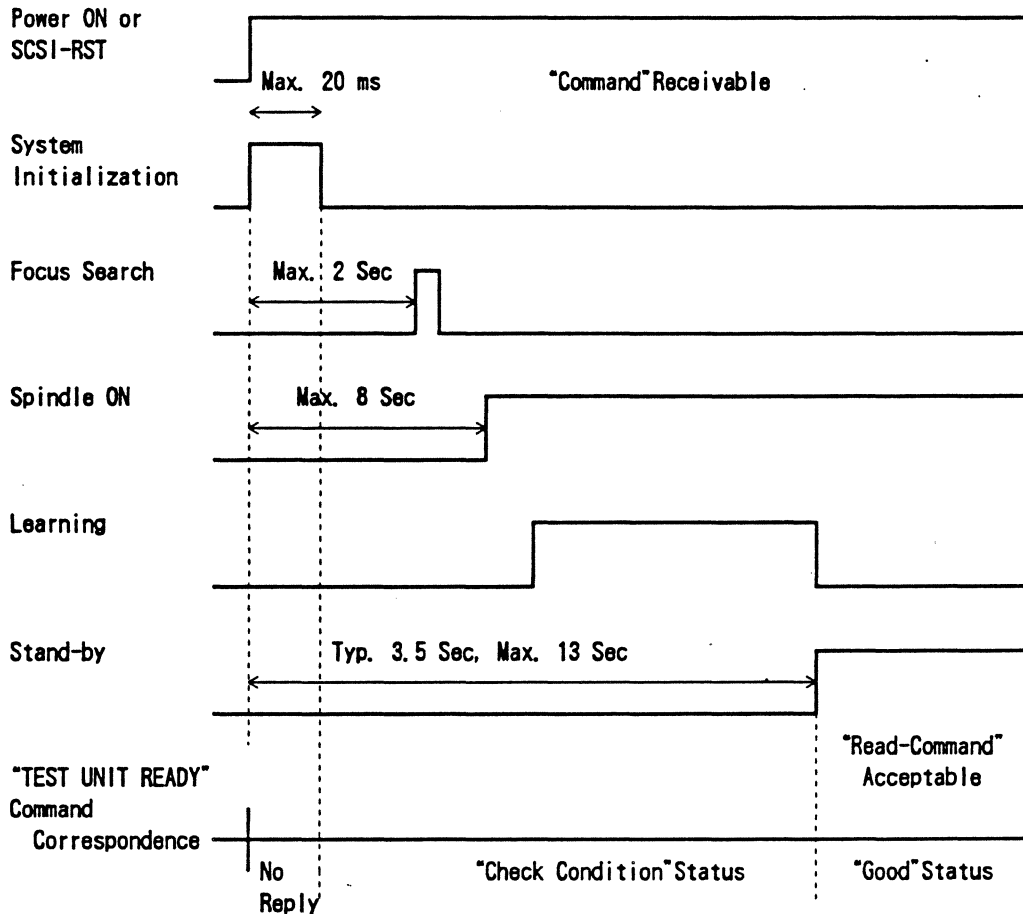 Power ON or
SCSI-RST
Max. 20 ms
"Command"Receivable
System
Initialization
Focus Search
Max. 2 Sec
Spindle ON
Max. 8 Sec
Learning
Stand-by
Typ. 3.5 Sec, Max. 13 Sec
"Read-Command"
Acceptable
"TEST UNIT READY"
Command
Correspondence
No
Reply
"Check Condition"Status
"Good"Status